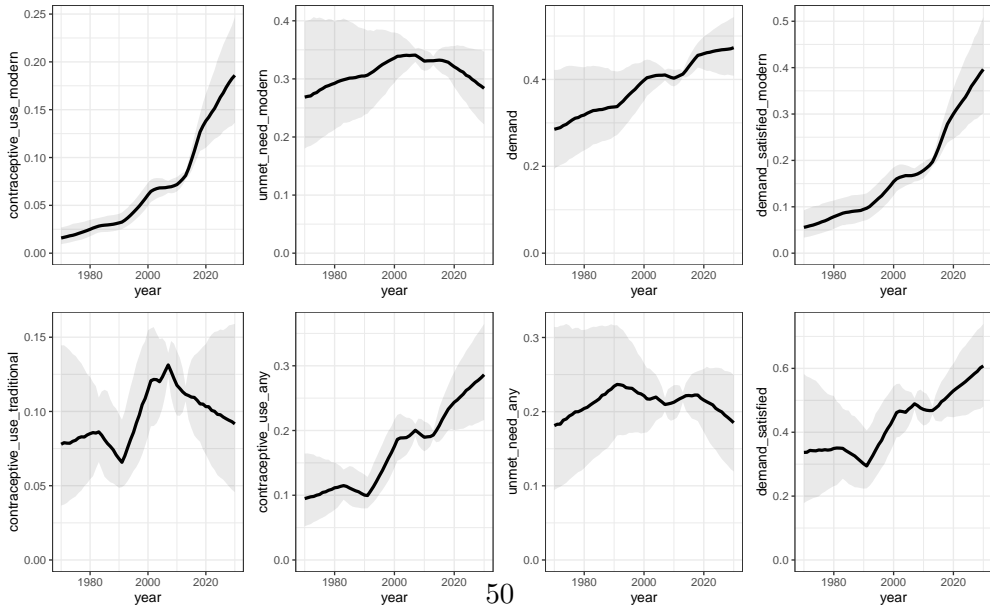 contraceptive_use_modern
0.25
0.20
0.15
0.10
0.05
0.00
1980 2000 2020
year
unmet_need_modern
0.4
0.3
0.2
0.1
0.0
1980 2000 2020
year
demand
0.4
0.2
0.0
1980 2000 2020
year
demand_satisfied_modern
0.5
0.4
0.3
0.2
0.1
0.0
1980 2000 2020
year
contraceptive_use_traditional
0.15
0.10
0.05
0.00
1980 2000 2020
year
contraceptive_use_any
0.3
0.2
0.1
0.0
1980 2000 2020
year
unmet_need_any
0.3
0.2
0.1
0.0
1980 2000 2020
year
demand_satisfied
0.6
0.4
0.2
0.0
1980 2000 2020
year
50